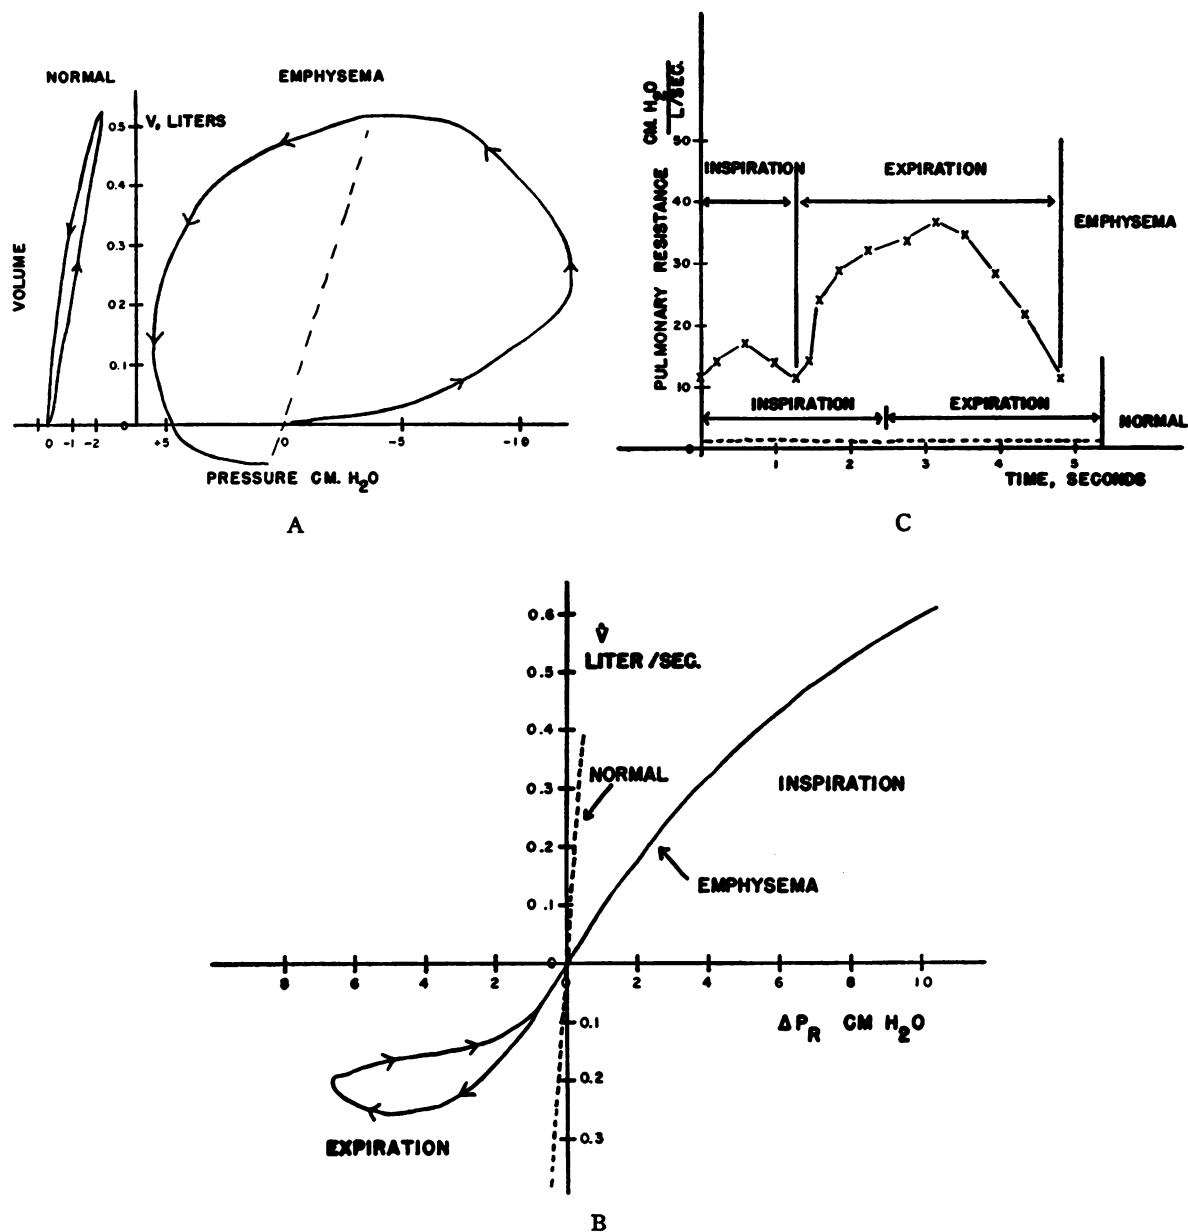 NORMAL
EMPHYSEMA
V, LITERS
0.5
0.4
0.3
0.2
0.1
0
VOLUME
0 -1 -2
+5 0 -5 -10
PRESSURE CM. H2O
A
CM. H2O
L/SEC.
PULMONARY RESISTANCE
50
40
30
20
10
0
INSPIRATION
EXPIRATION
EMPHYSEMA
INSPIRATION
EXPIRATION
NORMAL
1 2 3 4 5
TIME, SECONDS
C
0.6
V̇
LITER/SEC.
0.5
0.4
NORMAL
INSPIRATION
0.3
0.2
EMPHYSEMA
0.1
0
8 6 4 2 0 2 4 6 8 10
ΔPR CM H2O
0.1
0.2
0.3
EXPIRATION
B